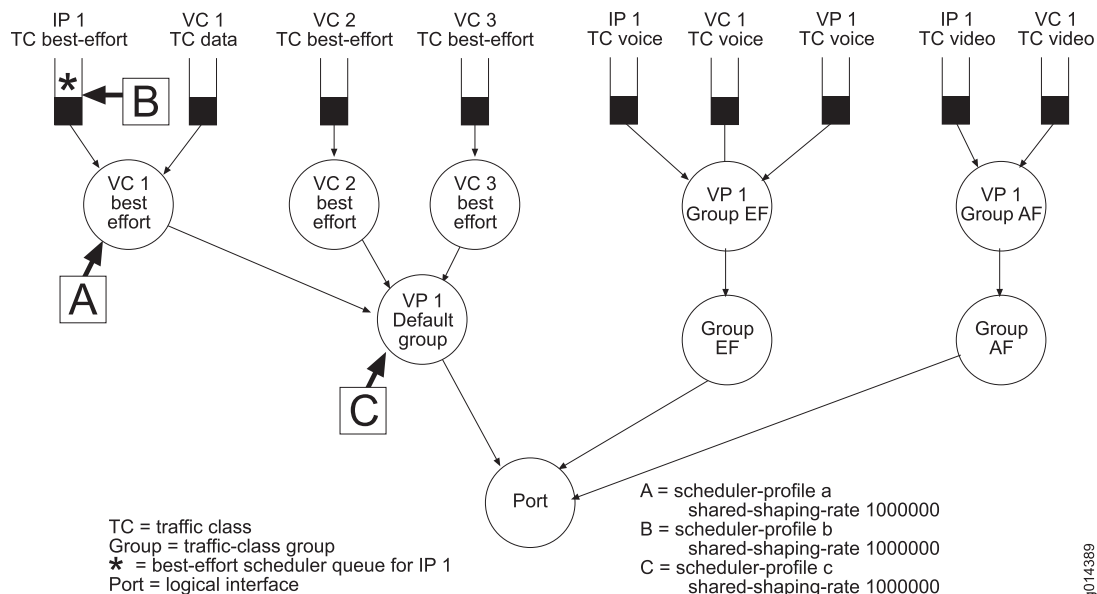 IP 1 VC 1 VC 2 VC 3 IP 1 VC 1 VP 1 IP 1 VC 1
TC best-effort TC data TC best-effort TC best-effort TC voice TC voice TC voice TC video TC video
* B
VC 1 best effort
VC 2 best effort
VC 3 best effort
VP 1 Group EF
VP 1 Group AF
A
VP 1 Default group
Group EF
Group AF
C
Port
A = scheduler-profile a
shared-shaping-rate 1000000
B = scheduler-profile b
shared-shaping-rate 1000000
C = scheduler-profile c
shared-shaping-rate 1000000
TC = traffic class
Group = traffic-class group
* = best-effort scheduler queue for IP 1
Port = logical interface
g014389